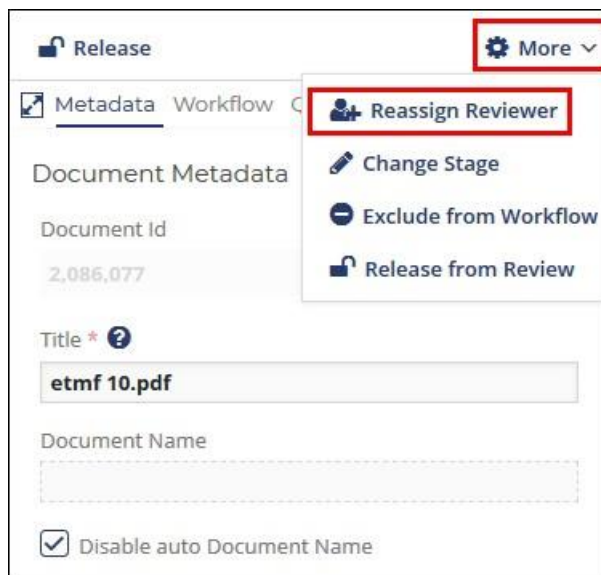 Release
More
Metadata Workflow
Reassign Reviewer
Document Metadata
Change Stage
Document Id
Exclude from Workflow
2,086,077
Release from Review
Title *
etmf 10.pdf
Document Name
Disable auto Document Name